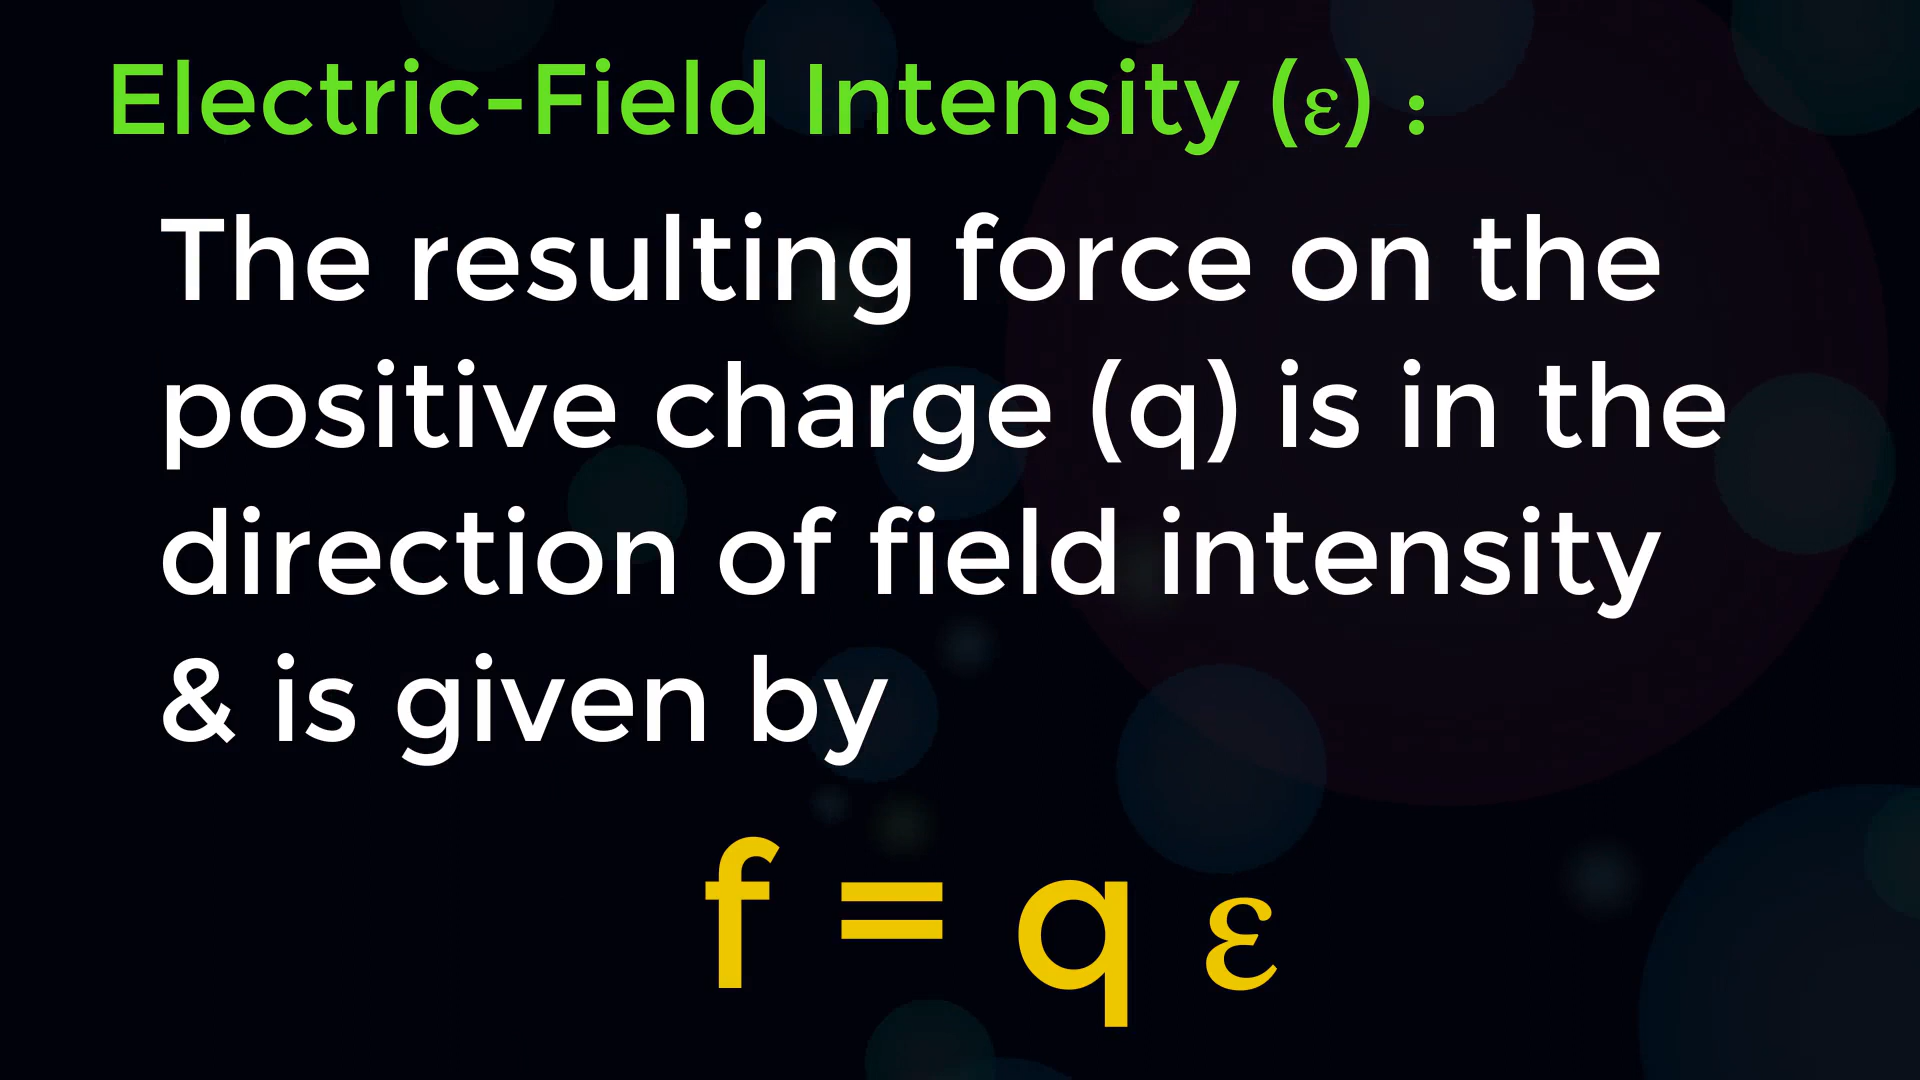 Electric-Field Intensity (ε) :
The resulting force on the
positive charge (q) is in the
direction of field intensity
& is given by
f = q ε